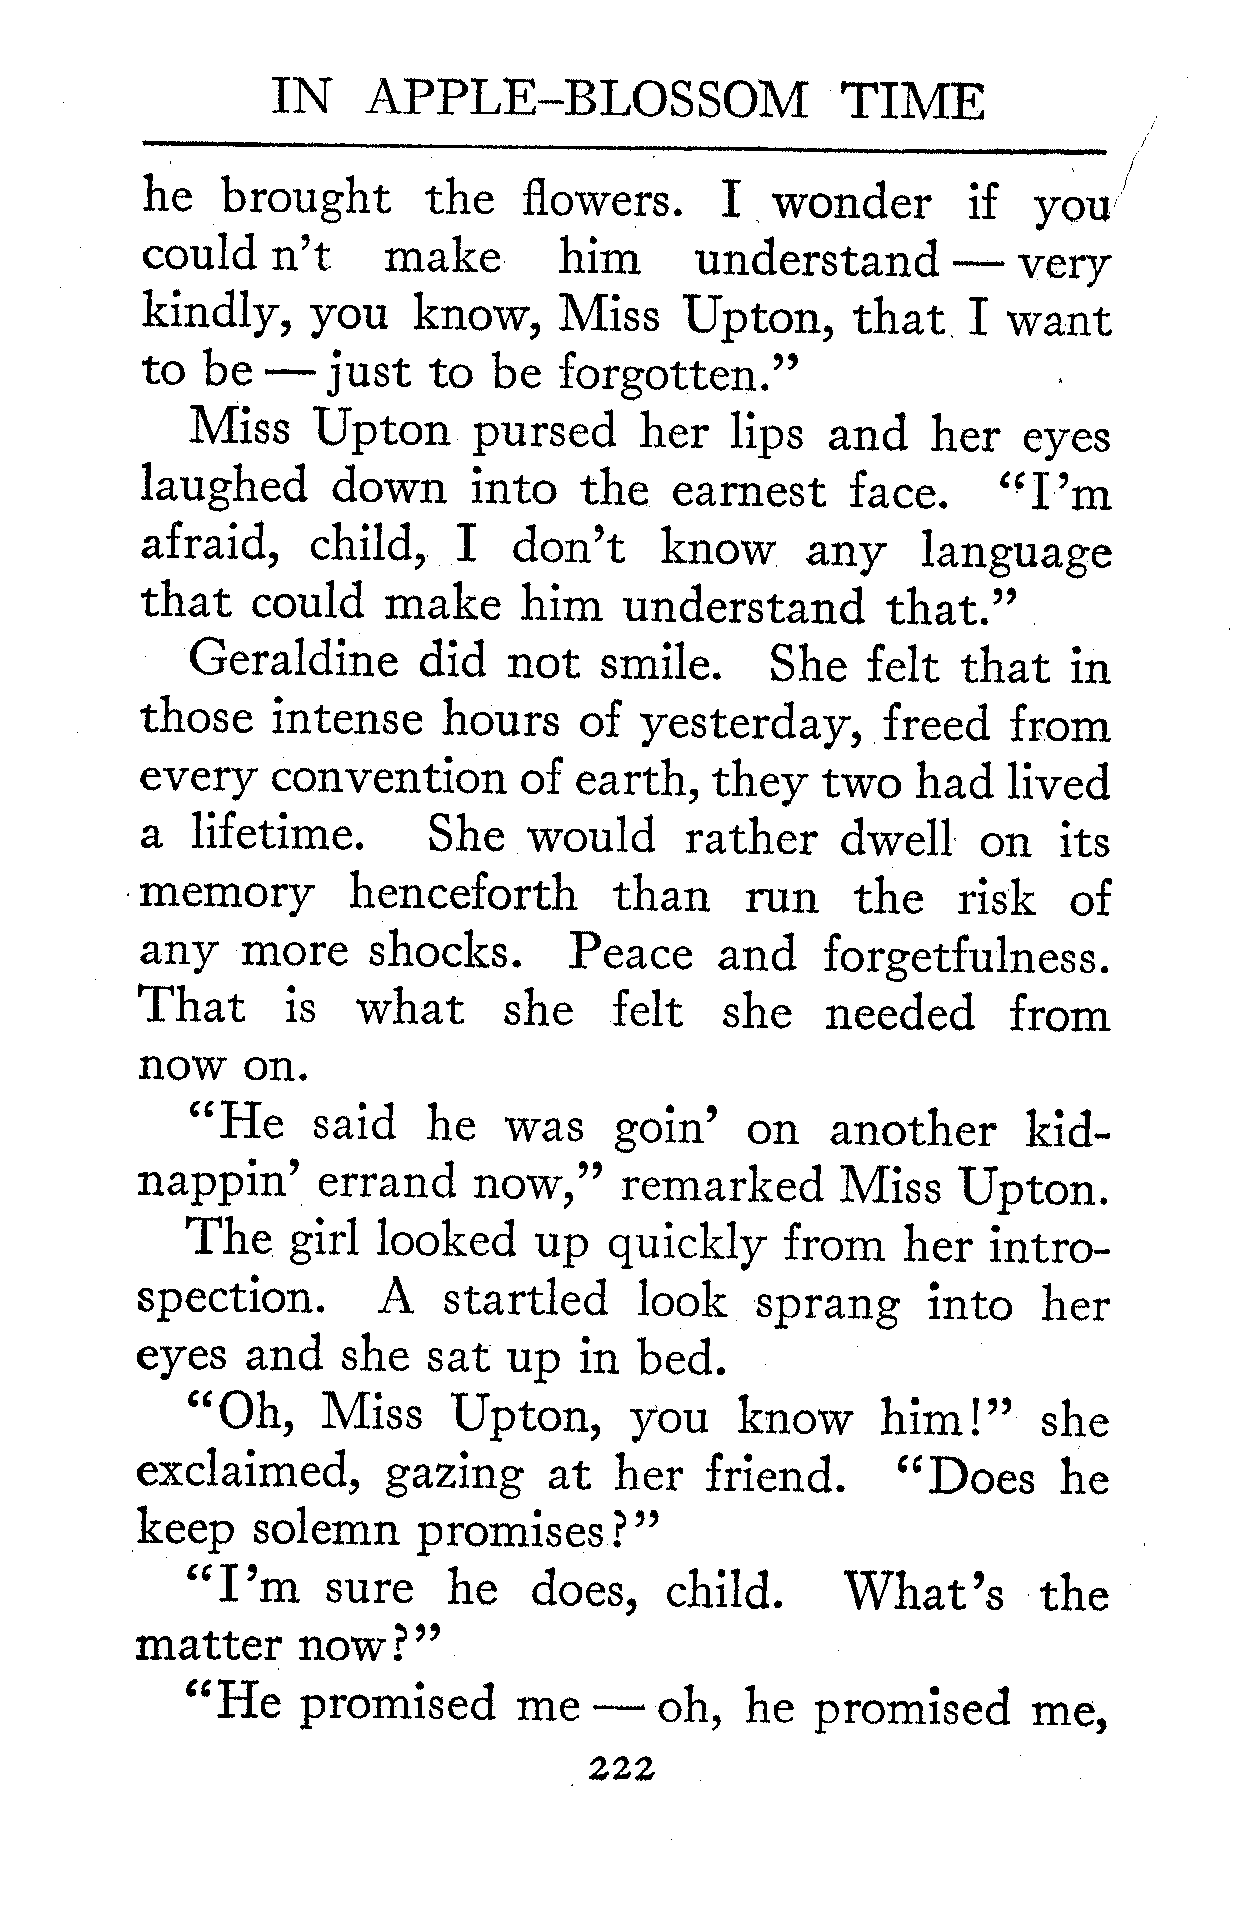 IN APPLE-BLOSSOM TIME
he brought the flowers. I wonder if you
could n't make him understand — very
kindly, you know, Miss Upton, that I want
to be — just to be forgotten."
Miss Upton pursed her lips and her eyes
laughed down into the earnest face. "I'm
afraid, child, I don't know any language
that could make him understand that."
Geraldine did not smile. She felt that in
those intense hours of yesterday, freed from
every convention of earth, they two had lived
a lifetime. She would rather dwell on its
memory henceforth than run the risk of
any more shocks. Peace and forgetfulness.
That is what she felt she needed from
now on.
"He said he was goin' on another kid-
nappin' errand now," remarked Miss Upton.
The girl looked up quickly from her intro-
spection. A startled look sprang into her
eyes and she sat up in bed.
"Oh, Miss Upton, you know him!" she
exclaimed, gazing at her friend. "Does he
keep solemn promises?"
"I'm sure he does, child. What's the
matter now?"
"He promised me — oh, he promised me,
222